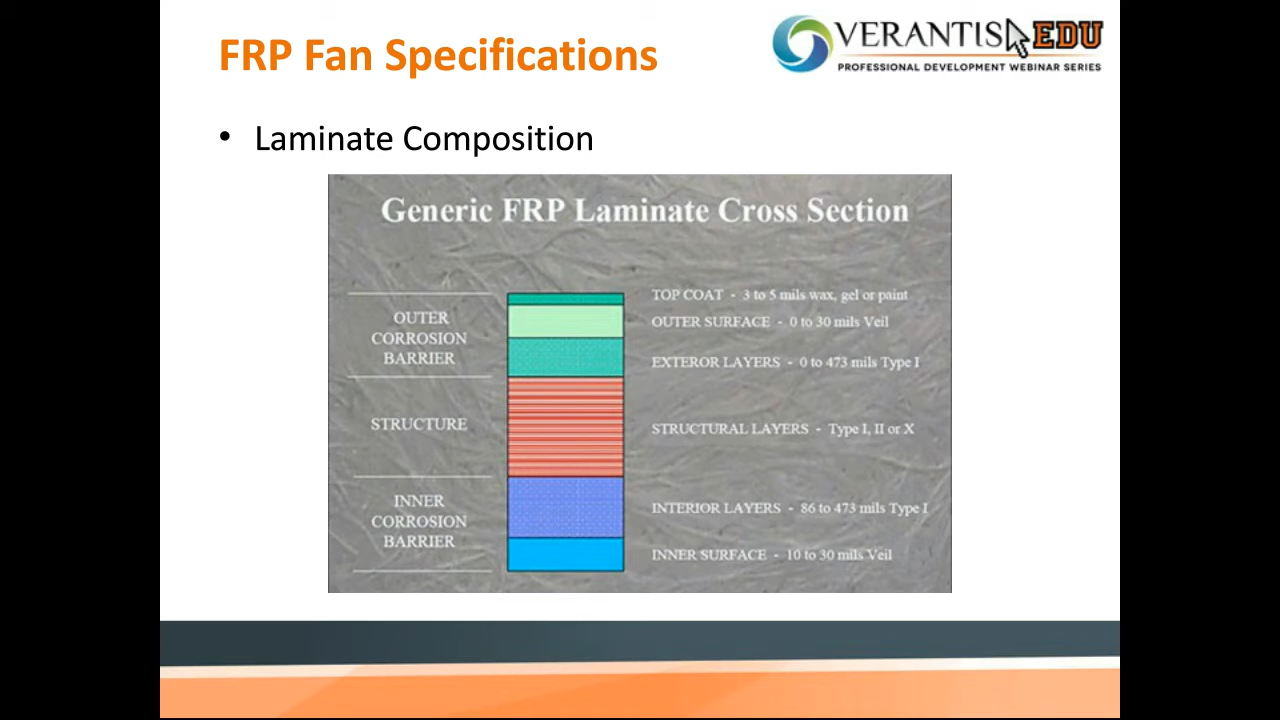 FRP Fan Specifications
VERANTIS EDU
PROFESSIONAL DEVELOPMENT WEBINAR SERIES
• Laminate Composition
Generic FRP Laminate Cross Section
OUTER
CORROSION
BARRIER
STRUCTURE
INNER
CORROSION
BARRIER
TOP COAT - 3 to 5 mils wax, gel or paint
OUTER SURFACE - 0 to 30 mils Veil
EXTERIOR LAYERS - 0 to 473 mils Type I
STRUCTURAL LAYERS - Type I, II or X
INTERIOR LAYERS - 86 to 473 mils Type I
INNER SURFACE - 10 to 30 mils Veil